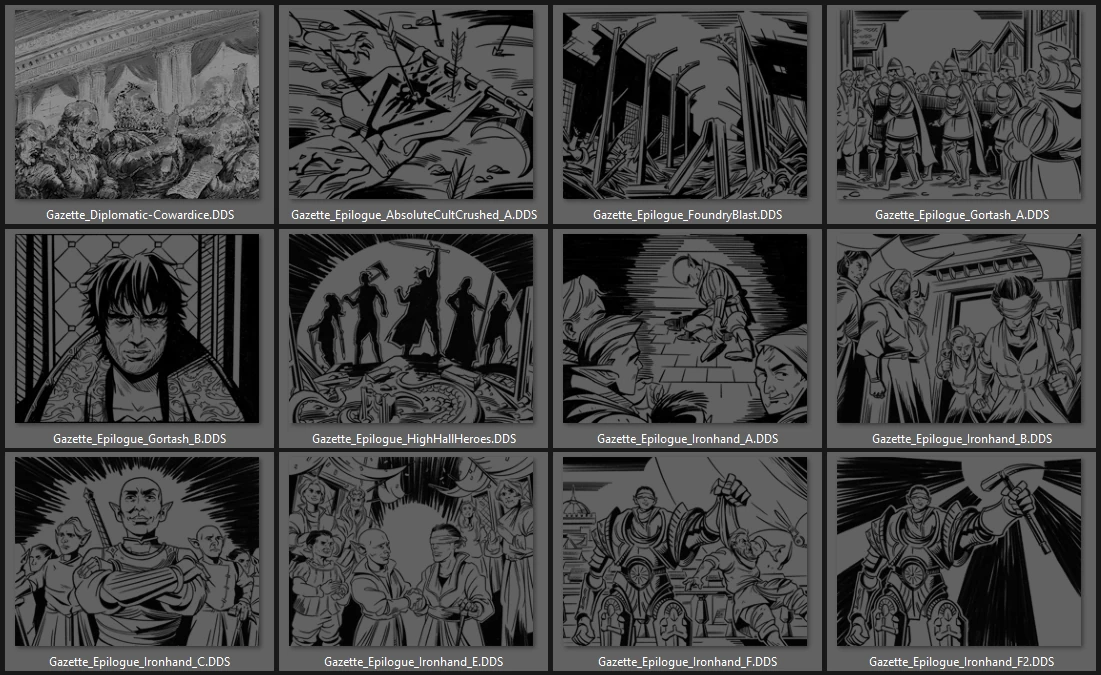 Gazette_Diplomatic-Cowardice.DDS
Gazette_Epilogue_AbsoluteCultCrushed_A.DDS
Gazette_Epilogue_FoundryBlast.DDS
Gazette_Epilogue_Gortash_A.DDS
Gazette_Epilogue_Gortash_B.DDS
Gazette_Epilogue_HighHallHeroes.DDS
Gazette_Epilogue_Ironhand_A.DDS
Gazette_Epilogue_Ironhand_B.DDS
Gazette_Epilogue_Ironhand_C.DDS
Gazette_Epilogue_Ironhand_E.DDS
Gazette_Epilogue_Ironhand_F.DDS
Gazette_Epilogue_Ironhand_F2.DDS